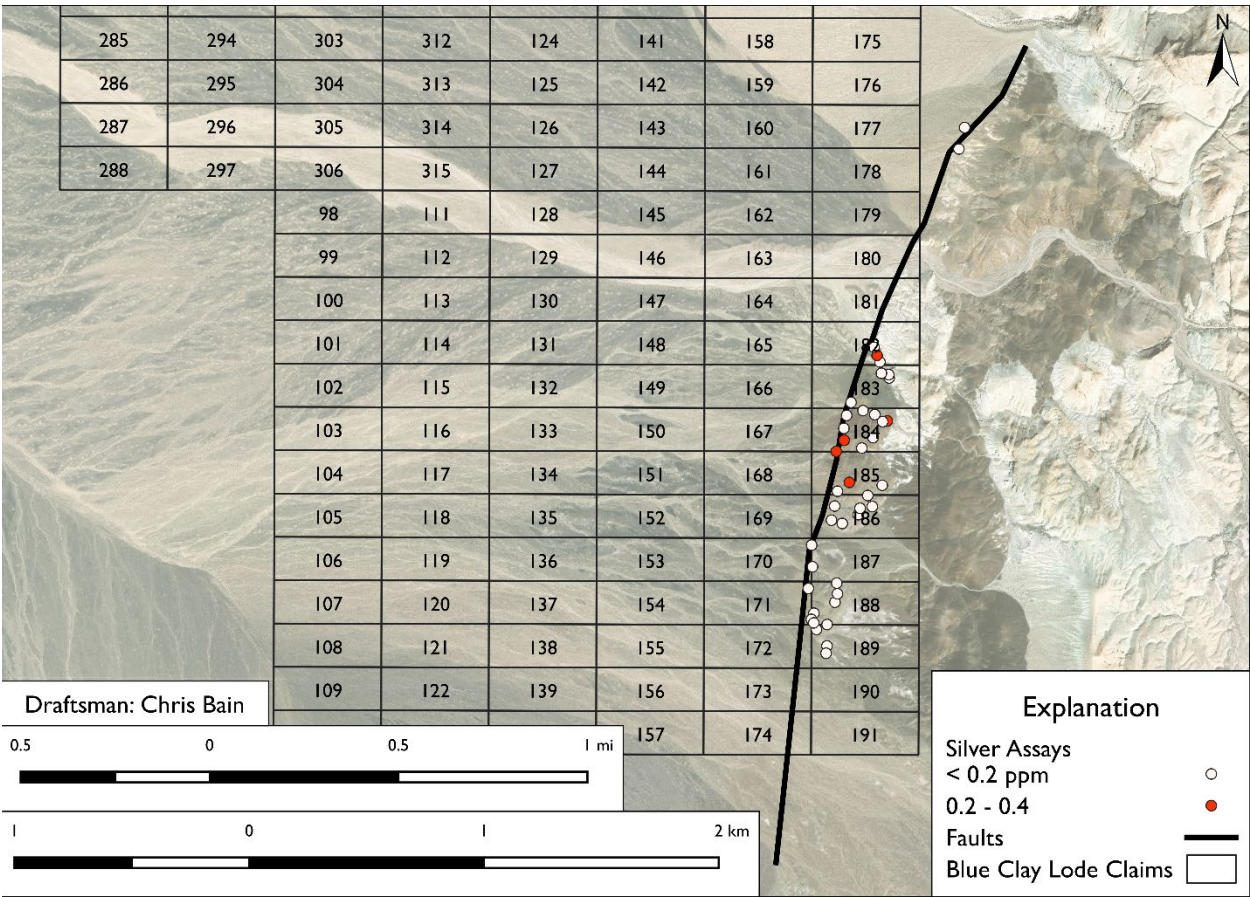 285 294 303 312 124 141 158 175
N
286 295 304 313 125 142 159 176
287 296 305 314 126 143 160 177
288 297 306 315 127 144 161 178
98 111 128 145 162 179
99 112 129 146 163 180
100 113 130 147 164 181
101 114 131 148 165 182
102 115 132 149 166 183
103 116 133 150 167 184
104 117 134 151 168 185
105 118 135 152 169 186
106 119 136 153 170 187
107 120 137 154 171 188
108 121 138 155 172 189
109 122 139 156 173 190
157 174 191
Draftsman: Chris Bain
0.5 0 0.5 1 mi
1 0 1 2 km
Explanation
Silver Assays
< 0.2 ppm
0.2 - 0.4
Faults
Blue Clay Lode Claims